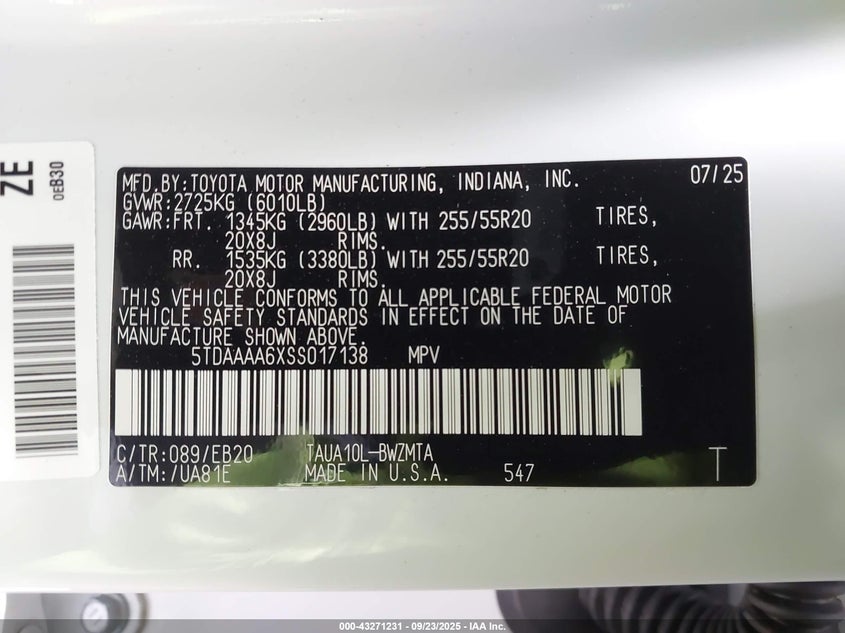 ZE
0EB30
MFD.BY:TOYOTA MOTOR MANUFACTURING, INDIANA, INC. 07/25
GVWR:2725KG (6010LB)
GAWR:FRT. 1345KG (2960LB) WITH 255/55R20 TIRES,
20X8J RIMS.
RR. 1535KG (3380LB) WITH 255/55R20 TIRES,
20X8J RIMS.
THIS VEHICLE CONFORMS TO ALL APPLICABLE FEDERAL MOTOR
VEHICLE SAFETY STANDARDS IN EFFECT ON THE DATE OF
MANUFACTURE SHOWN ABOVE.
5TDAAAA6XSS017138 MPV
C/TR:089/EB20 TAUA10L-BWZMTA
A/TM:/UA81E MADE IN U.S.A. 547 T
000-43271231 - 09/23/2025 - IAA Inc.